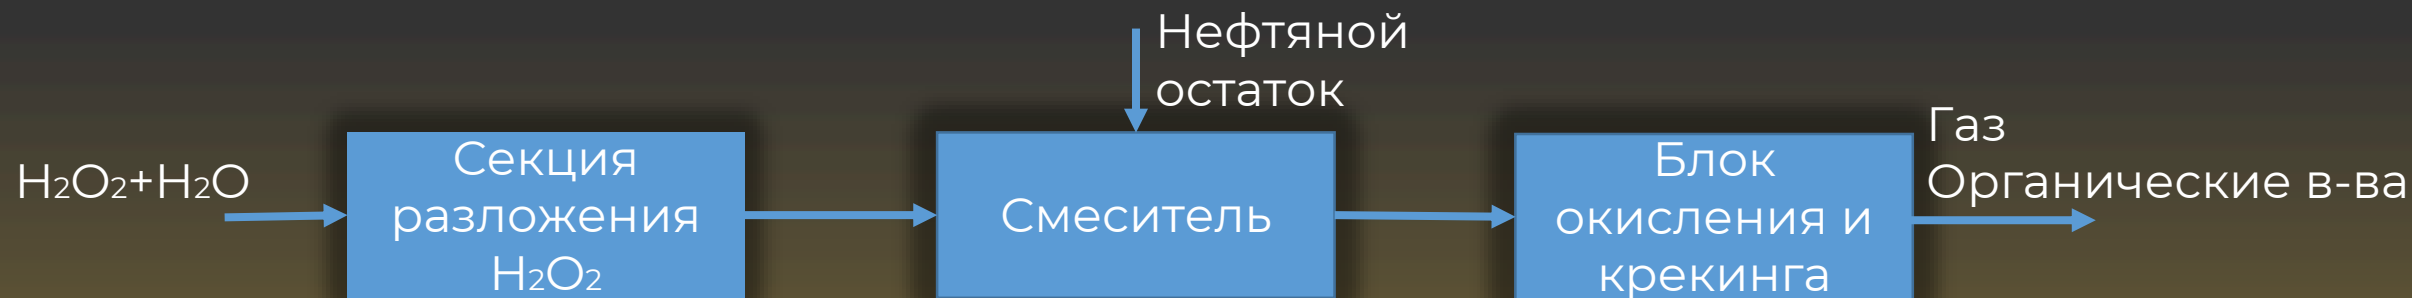 Нефтяной
остаток
H₂O₂+H₂O
Секция
разложения
H₂O₂
Смеситель
Блок
окисления и
крекинга
Газ
Органические в-ва